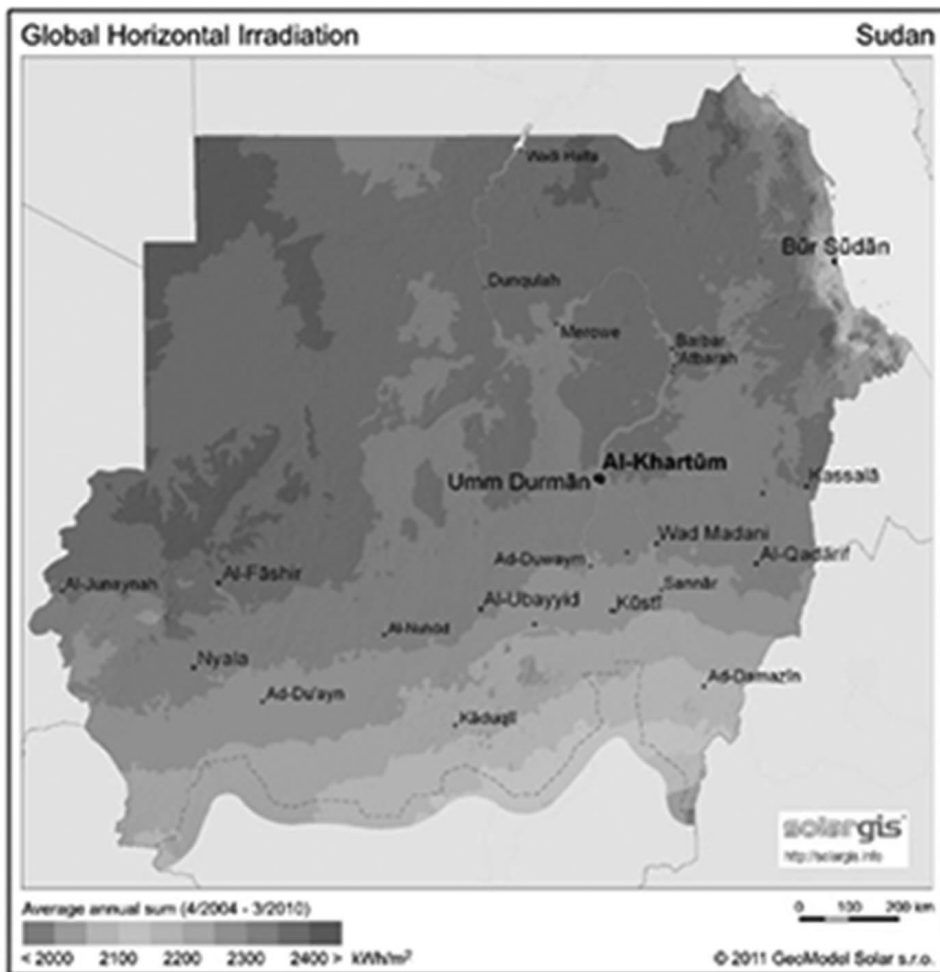 Global Horizontal Irradiation Sudan
Wadi Halfa
Būr Sūdān
Dunqulah
Merowe
Barbar
'Atbarah
Al-Khartūm
Umm Durmān
Kassalā
Wad Madani
Ad-Duwaym
Al-Qadārif
Al-Junaynah
Al-Fāshir
Sannār
Al-Ubayyid
Kūstī
Al-Nuhūd
Nyala
Ad-Damazīn
Ad-Du'ayn
Kāduqlī
solargis
http://solargis.info
Average annual sum (4/2004 - 3/2010)
0 100 200 km
< 2000 2100 2200 2300 2400 > kWh/m²
© 2011 GeoModel Solar s.r.o.